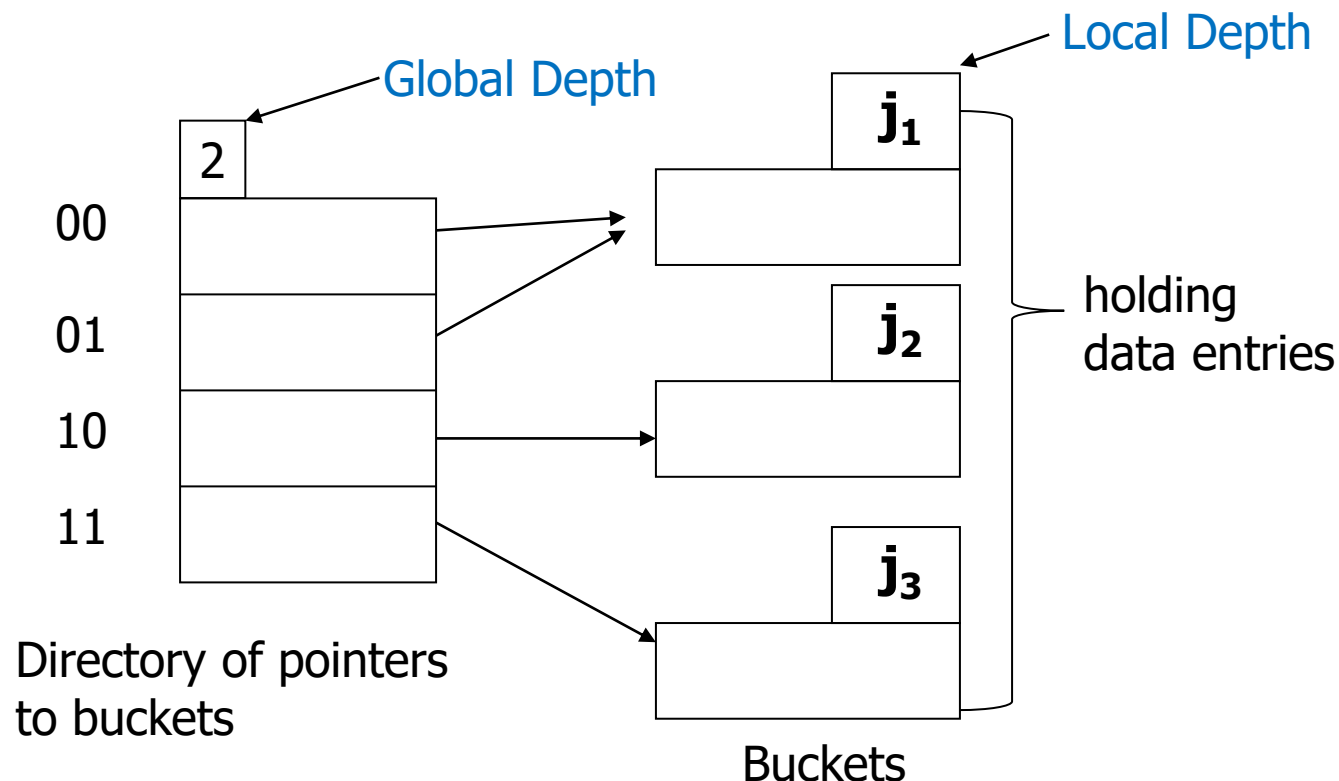 Local Depth
Global Depth
j₁
2
00
holding
data entries
01
j₂
10
11
j₃
Directory of pointers
to buckets
Buckets